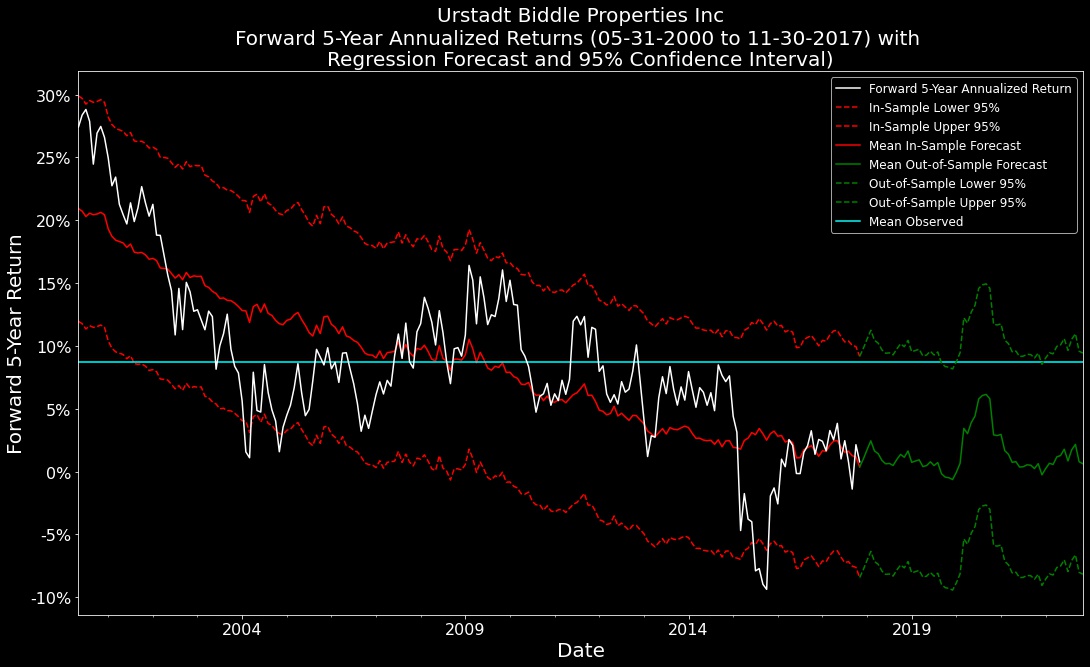 Urstadt Biddle Properties Inc
Forward 5-Year Annualized Returns (05-31-2000 to 11-30-2017) with
Regression Forecast and 95% Confidence Interval)
Forward 5-Year Annualized Return
In-Sample Lower 95%
In-Sample Upper 95%
Mean In-Sample Forecast
Mean Out-of-Sample Forecast
Out-of-Sample Lower 95%
Out-of-Sample Upper 95%
Mean Observed
Forward 5-Year Return
30%
25%
20%
15%
10%
5%
0%
-5%
-10%
2004
2009
2014
2019
Date